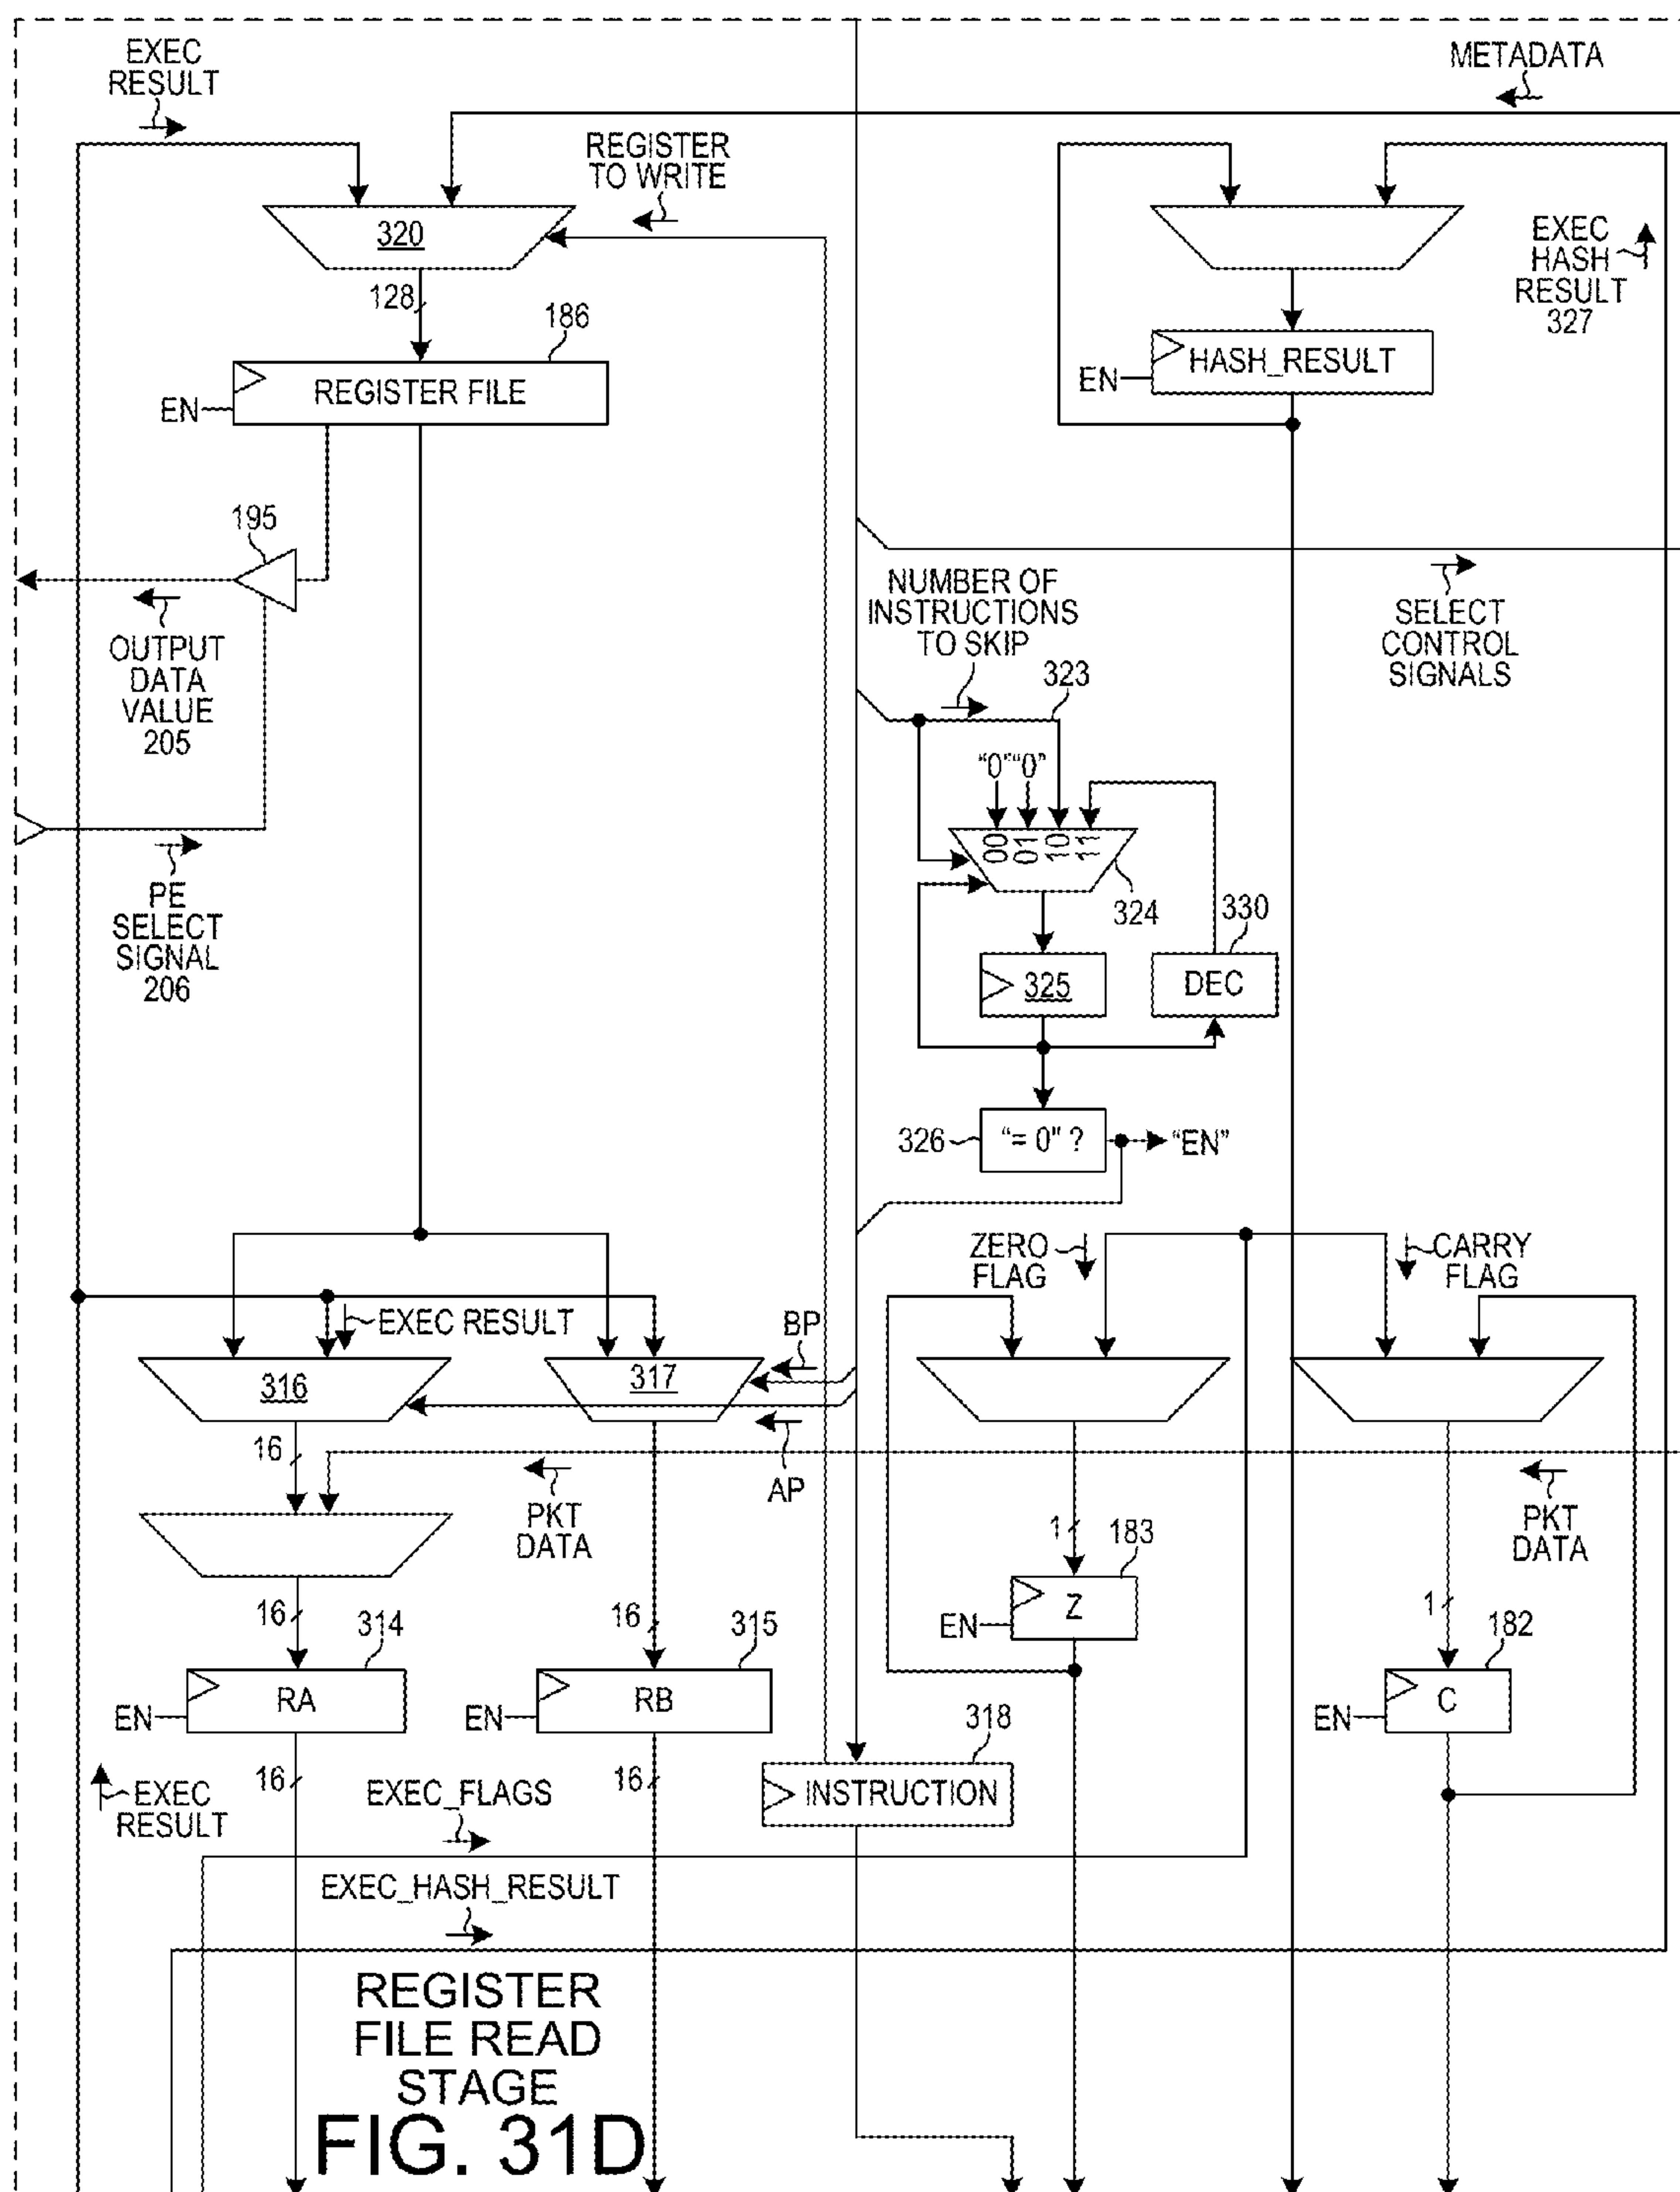 EXEC
RESULT
METADATA
REGISTER
TO WRITE
320
EXEC
HASH
RESULT
327
128
186
REGISTER FILE
EN
HASH_RESULT
EN
195
OUTPUT
DATA
VALUE
205
NUMBER OF
INSTRUCTIONS
TO SKIP
323
SELECT
CONTROL
SIGNALS
"0" "0"
00
01
10
11
324
PE
SELECT
SIGNAL
206
325
330
DEC
326
"= 0" ?
"EN"
ZERO
FLAG
CARRY
FLAG
EXEC RESULT
BP
316
317
AP
16
PKT
DATA
PKT
DATA
1
183
Z
EN
16
314
RA
EN
16
315
RB
EN
1
182
C
EN
318
INSTRUCTION
16
16
EXEC
RESULT
EXEC_FLAGS
EXEC_HASH_RESULT
REGISTER
FILE READ
STAGE
FIG. 31D